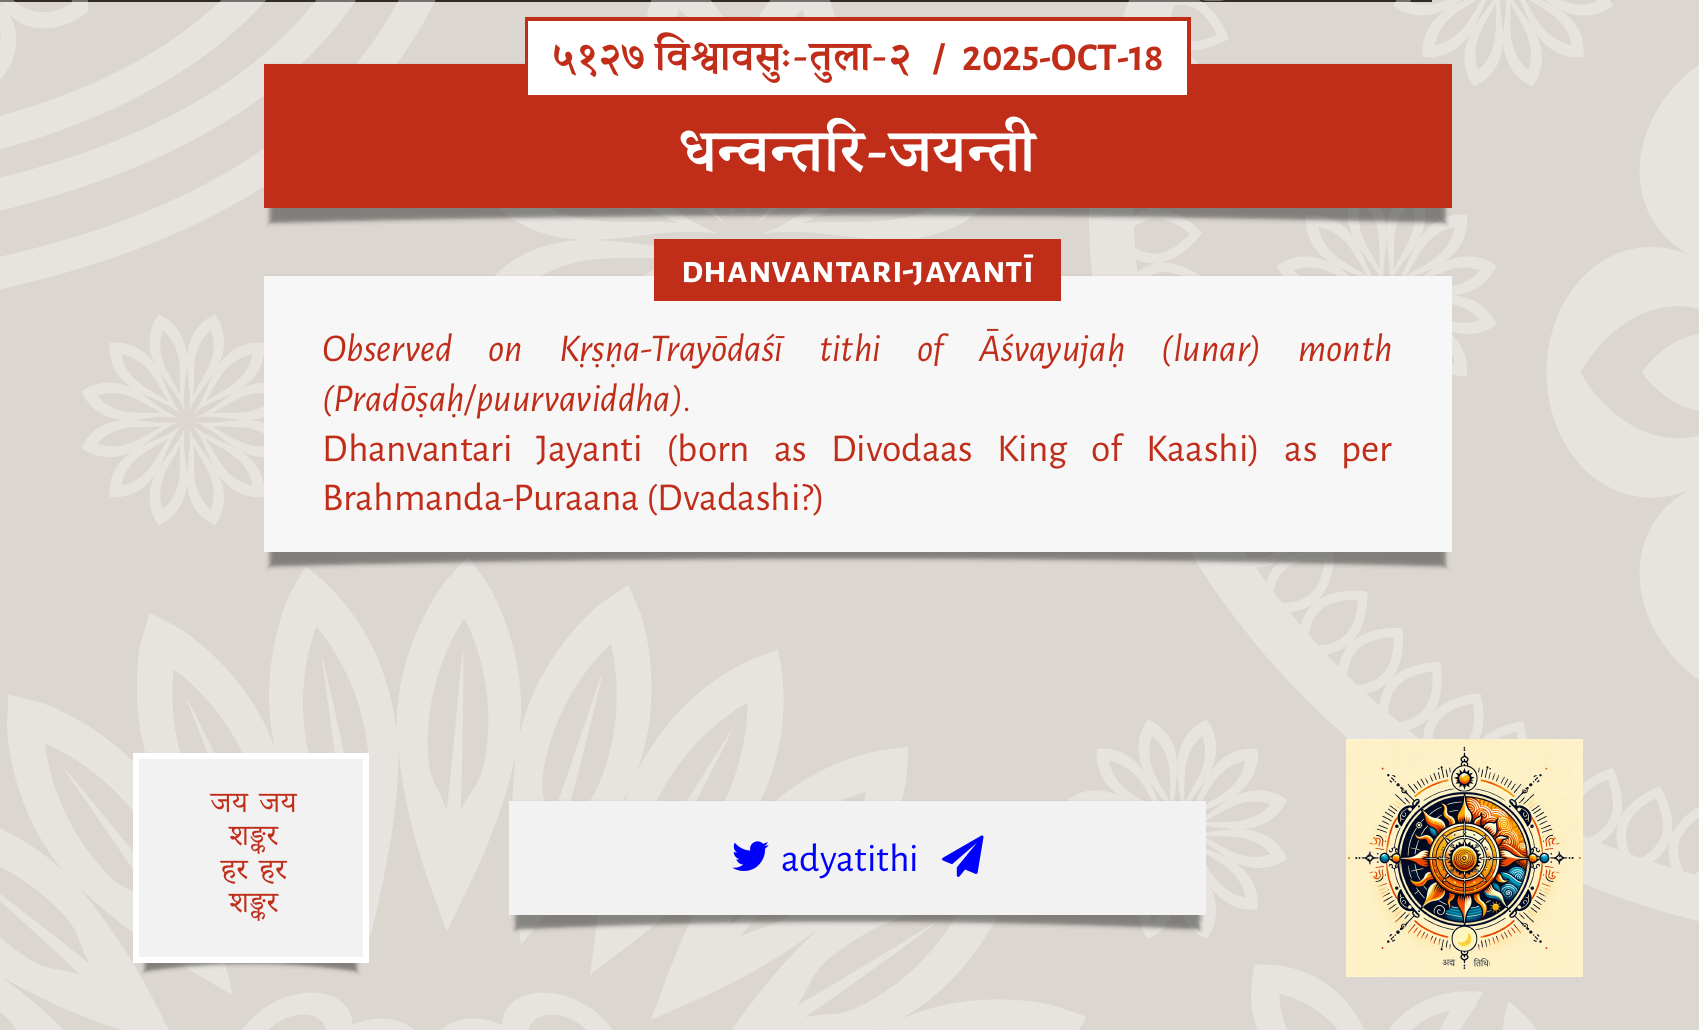 ५१२७ विश्वावसुः-तुला-२ / 2025-OCT-18
धन्वन्तरि-जयन्ती
DHANVANTARI-JAYANTĪ
Observed on Kṛṣṇa-Trayōdaśī tithi of Āśvayujaḥ (lunar) month
(Pradōṣaḥ/puurvaviddha).
Dhanvantari Jayanti (born as Divodaas King of Kaashi) as per
Brahmanda-Puraana (Dvadashi?)
जय जय
शङ्कर
हर हर
शङ्कर
adyatithi
अद्य तिथिः